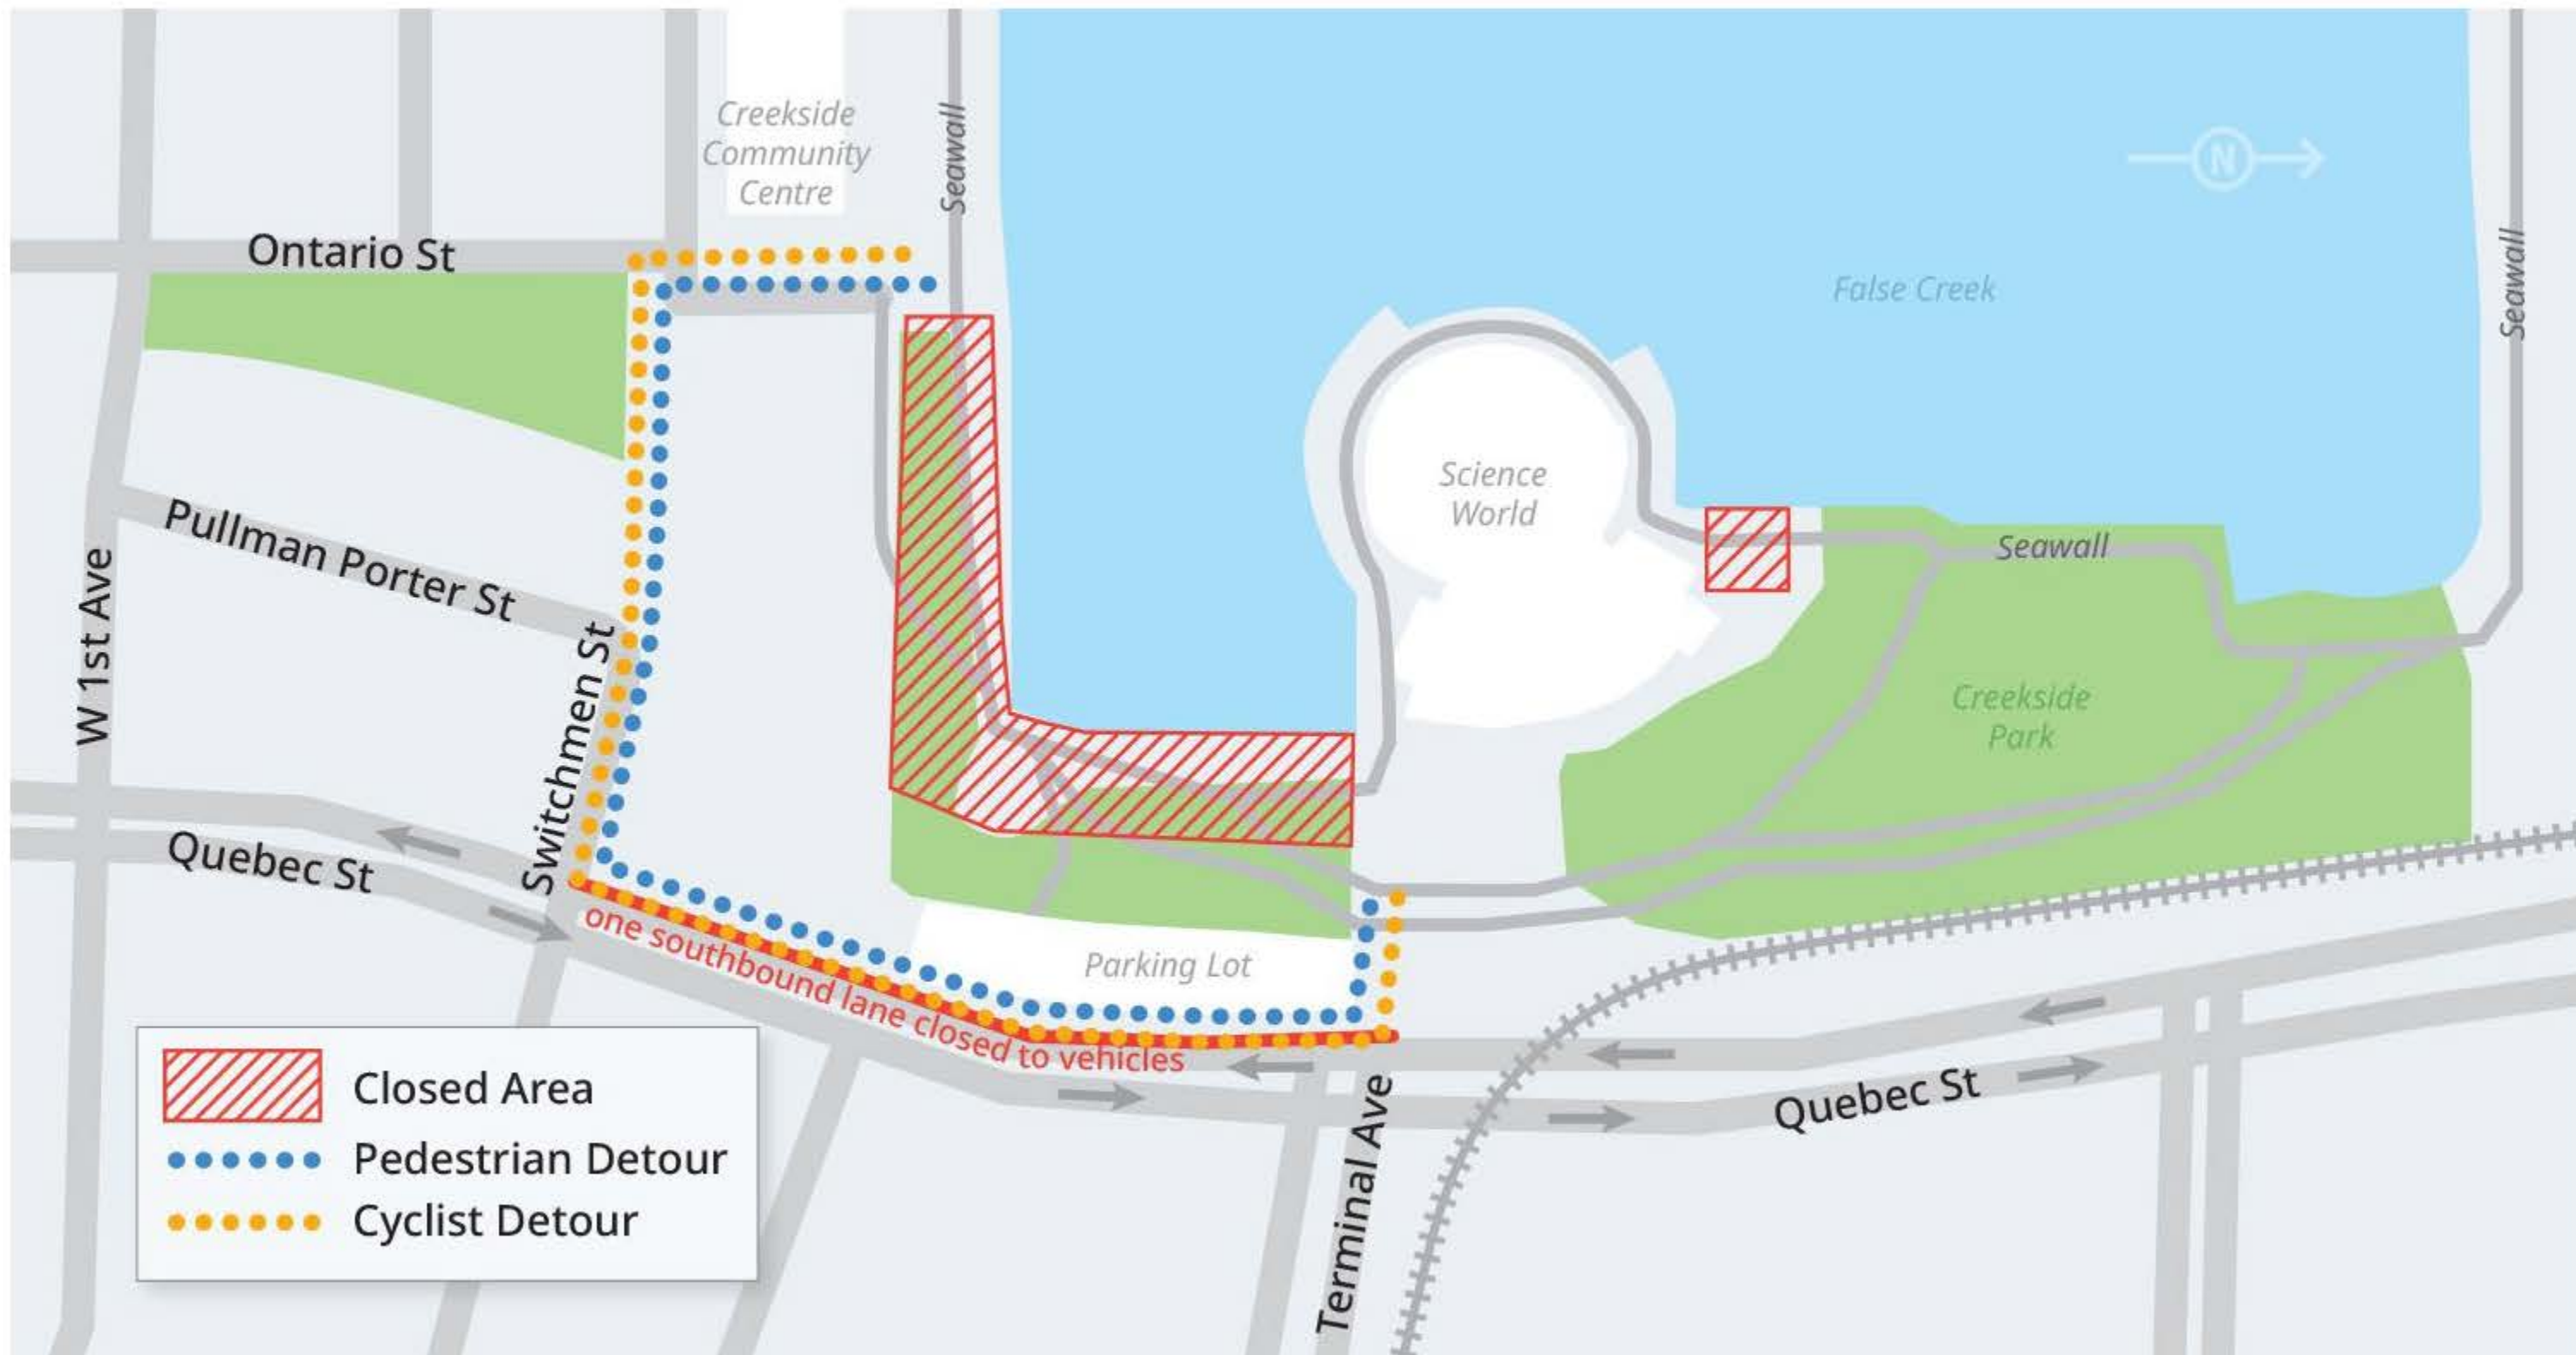 Creekside
Community
Centre
Seawall
N
Ontario St
False Creek
Seawall
Science
World
Pullman Porter St
Seawall
W 1st Ave
Switchmen St
Creekside
Park
Quebec St
one southbound lane closed to vehicles
Parking Lot
Quebec St
Terminal Ave
Closed Area
Pedestrian Detour
Cyclist Detour